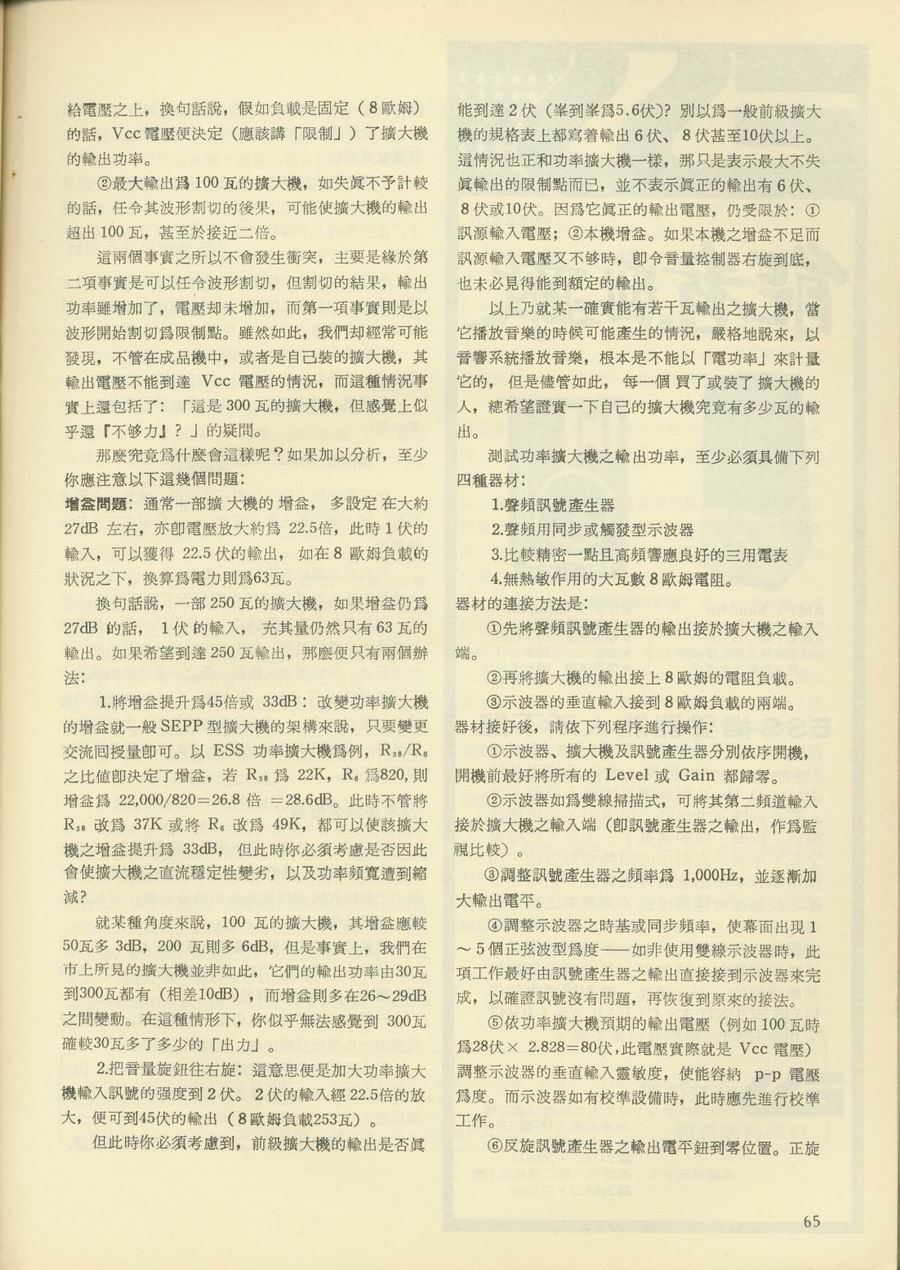 給電壓之上，換句話說，假如負載是固定（8歐姆）
的話，Vcc電壓便決定（應該講「限制」）了擴大機
的輸出功率。
②最大輸出爲 100 瓦的擴大機，如失眞不予計較
的話，任令其波形割切的後果，可能使擴大機的輸出
超出 100 瓦，甚至於接近二倍。
這兩個事實之所以不會發生衝突，主要是緣於第
二項事實是可以任令波形割切，但割切的結果，輸出
功率雖增加了，電壓却未增加，而第一項事實則是以
波形開始割切爲限制點。雖然如此，我們却經常可能
發現，不管在成品機中，或者是自己裝的擴大機，其
輸出電壓不能到達 Vcc 電壓的情況，而這種情況事
實上還包括了：「這是 300 瓦的擴大機，但感覺上似
乎還『不够力』？」的疑問。
那麼究竟爲什麼會這樣呢？如果加以分析，至少
你應注意以下這幾個問題：
增益問題：通常一部擴大機的增益，多設定在大約
27dB 左右，亦卽電壓放大約爲 22.5倍，此時 1 伏的
輸入，可以獲得 22.5 伏的輸出，如在 8 歐姆負載的
狀況之下，換算爲電力則爲63瓦。
換句話說，一部 250 瓦的擴大機，如果增益仍爲
27dB 的話，1 伏的輸入，充其量仍然只有 63 瓦的
輸出。如果希望到達 250 瓦輸出，那麽便只有兩個辦
法：
1.將增益提升爲45倍或 33dB：改變功率擴大機
的增益就一般 SEPP 型擴大機的架構來說，只要變更
交流囘授量卽可。以 ESS 功率擴大機爲例，R₃₈/R₆
之比値卽決定了增益，若 R₃₈ 爲 22K，R₆ 爲820,則
增益爲 22,000/820=26.8 倍 =28.6dB。此時不管將
R₃₈ 改爲 37K 或將 R₆ 改爲 49K，都可以使該擴大
機之增益提升爲 33dB，但此時你必須考慮是否因此
會使擴大機之直流穩定性變劣，以及功率頻寬遭到縮
減?
就某種角度來說，100 瓦的擴大機，其增益應較
50瓦多 3dB，200 瓦則多 6dB，但是事實上，我們在
市上所見的擴大機並非如此，它們的輸出功率由30瓦
到300瓦都有（相差10dB），而增益則多在26～29dB
之間變動。在這種情形下，你似乎無法感覺到 300瓦
確較30瓦多了多少的「出力」。
2.把音量旋鈕往右旋：這意思便是加大功率擴大
機輸入訊號的强度到 2 伏。 2 伏的輸入經 22.5倍的放
大，便可到45伏的輸出（8歐姆負載253瓦）。
但此時你必須考慮到，前級擴大機的輸出是否眞
能到達 2 伏（峯到峯爲5.6伏)？別以爲一般前級擴大
機的規格表上都寫着輸出 6 伏、 8 伏甚至10伏以上。
這情況也正和功率擴大機一樣，那只是表示最大不失
眞輸出的限制點而已，並不表示眞正的輸出有 6 伏、
8 伏或10伏。因爲它眞正的輸出電壓，仍受限於：①
訊源輸入電壓；②本機增益。如果本機之增益不足而
訊源輸入電壓又不够時，卽令音量控制器右旋到底，
也未必見得能到額定的輸出。
以上乃就某一確實能有若干瓦輸出之擴大機，當
它播放音樂的時候可能產生的情況，嚴格地說來，以
音響系統播放音樂，根本是不能以「電功率」來計量
它的，但是儘管如此，每一個買了或裝了擴大機的
人，總希望證實一下自己的擴大機究竟有多少瓦的輸
出。
測試功率擴大機之輸出功率，至少必須具備下列
四種器材：
1.聲頻訊號產生器
2.聲頻用同步或觸發型示波器
3.比較精密一點且高頻響應良好的三用電表
4.無熱敏作用的大瓦數 8 歐姆電阻。
器材的連接方法是：
①先將聲頻訊號產生器的輸出接於擴大機之輸入
端。
②再將擴大機的輸出接上 8 歐姆的電阻負載。
③示波器的垂直輸入接到 8 歐姆負載的兩端。
器材接好後，請依下列程序進行操作：
①示波器、擴大機及訊號產生器分別依序開機，
開機前最好將所有的 Level 或 Gain 都歸零。
②示波器如爲雙線掃描式，可將其第二頻道輸入
接於擴大機之輸入端（卽訊號產生器之輸出，作爲監
視比較）。
③調整訊號產生器之頻率爲 1,000Hz，並逐漸加
大輸出電平。
④調整示波器之時基或同步頻率，使幕面出現 1
～ 5 個正弦波型爲度——如非使用雙線示波器時，此
項工作最好由訊號產生器之輸出直接接到示波器來完
成，以確證訊號沒有問題，再恢復到原來的接法。
⑤依功率擴大機預期的輸出電壓（例如 100 瓦時
爲28伏× 2.828=80伏,此電壓實際就是 Vcc 電壓）
調整示波器的垂直輸入靈敏度，使能容納 p-p 電壓
爲度。而示波器如有校準設備時，此時應先進行校準
工作。
⑥反旋訊號產生器之輸出電平鈕到零位置。正旋
65